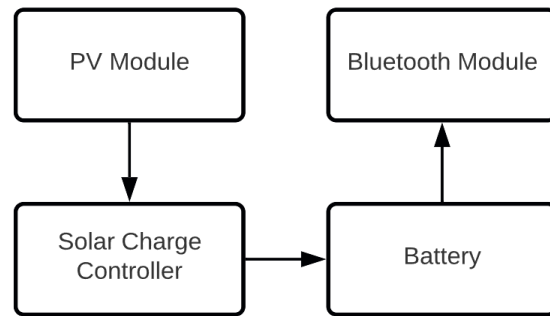 PV Module
Bluetooth Module
Solar Charge
Controller
Battery